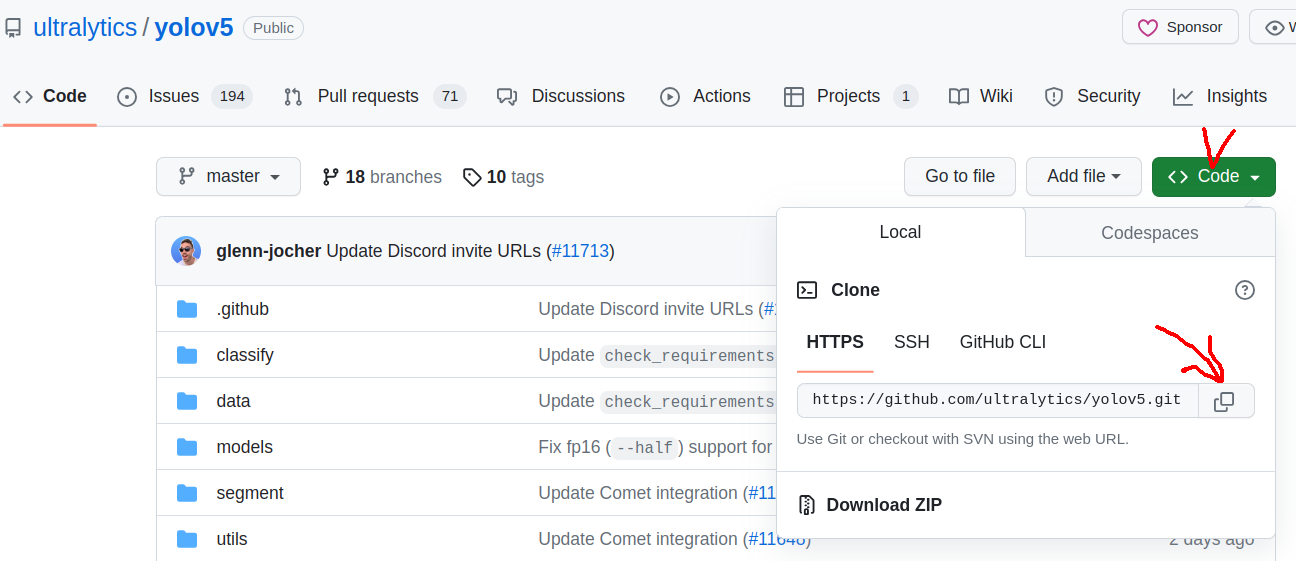 ultralytics / yolov5 Public Sponsor
Code Issues 194 Pull requests 71 Discussions Actions Projects 1 Wiki Security Insights
master 18 branches 10 tags Go to file Add file Code
Local Codespaces
glenn-jocher Update Discord invite URLs (#11713)
Clone
.github Update Discord invite URLs (#
HTTPS SSH GitHub CLI
classify Update check_requirements
data Update check_requirements
https://github.com/ultralytics/yolov5.git
models Fix fp16 (--half) support for
Use Git or checkout with SVN using the web URL.
segment Update Comet integration (#11
Download ZIP
utils Update Comet integration (#11648) 2 days ago